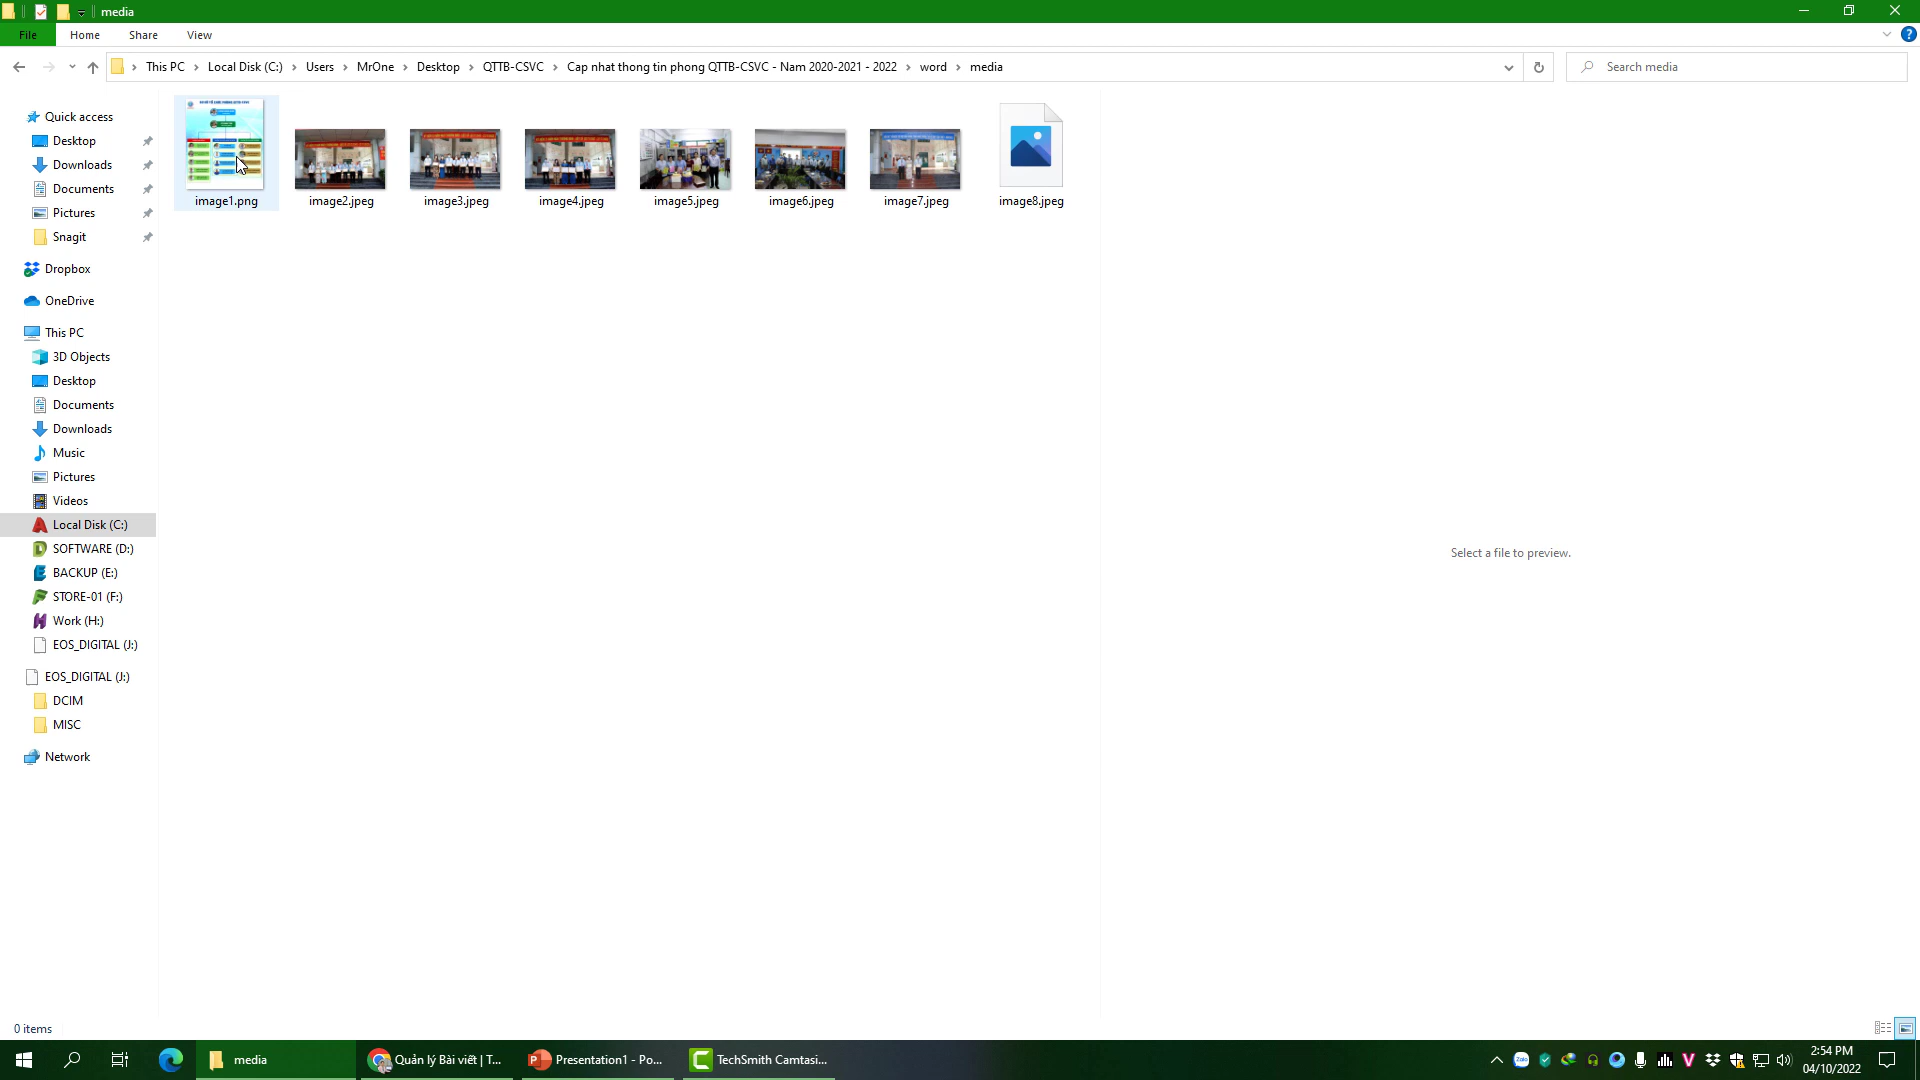 media
File Home Share View
This PC Local Disk (C:) Users MrOne Desktop QTTB-CSVC Cap nhat thong tin phong QTTB-CSVC - Nam 2020-2021 - 2022 word media
Search media
Quick access
Desktop
Downloads
Documents
Pictures
Snagit
Dropbox
OneDrive
This PC
3D Objects
Desktop
Documents
Downloads
Music
Pictures
Videos
Local Disk (C:)
SOFTWARE (D:)
BACKUP (E:)
STORE-01 (F:)
Work (H:)
EOS_DIGITAL (J:)
EOS_DIGITAL (J:)
DCIM
MISC
Network
image1.png image2.jpeg image3.jpeg image4.jpeg image5.jpeg image6.jpeg image7.jpeg image8.jpeg
Select a file to preview.
0 items
media
Quản lý Bài viết | T...
Presentation1 - Po...
TechSmith Camtasi...
Zalo
2:54 PM
04/10/2022